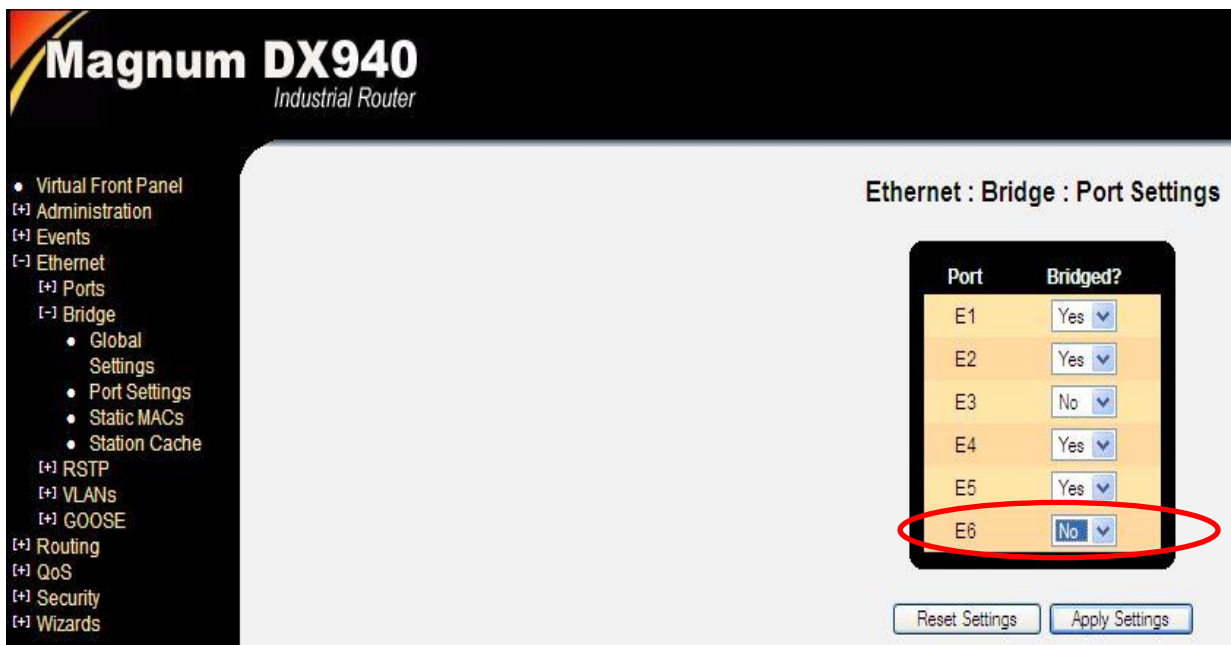 Magnum DX940
Industrial Router
Virtual Front Panel
[+] Administration
[+] Events
[-] Ethernet
[+] Ports
[-] Bridge
Global
Settings
Port Settings
Static MACs
Station Cache
[+] RSTP
[+] VLANs
[+] GOOSE
[+] Routing
[+] QoS
[+] Security
[+] Wizards
Ethernet : Bridge : Port Settings
Port Bridged?
E1 Yes
E2 Yes
E3 No
E4 Yes
E5 Yes
E6 No
Reset Settings Apply Settings